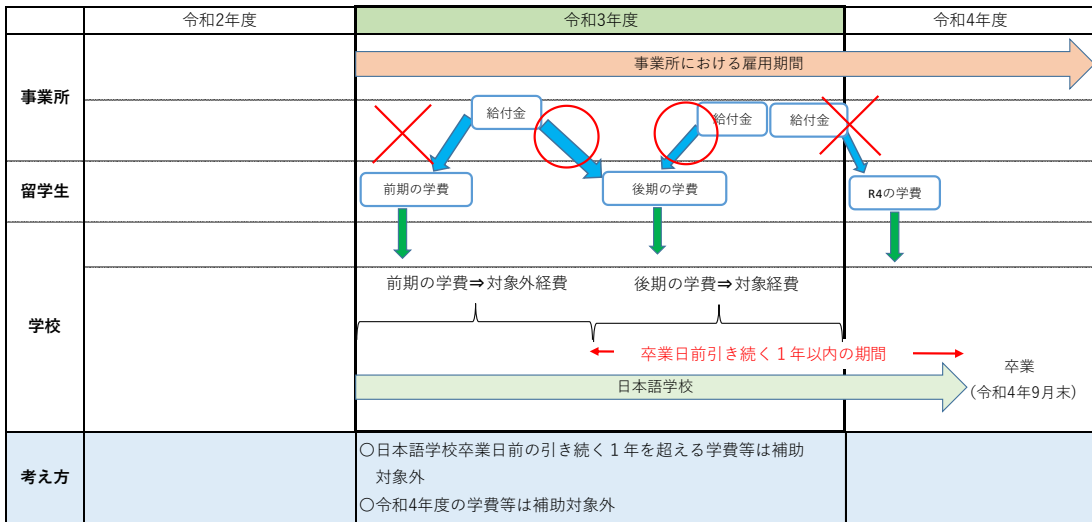 令和2年度
令和3年度
令和4年度
事業所
事業所における雇用期間
給付金
給付金
給付金
留学生
前期の学費
後期の学費
R4の学費
学校
前期の学費⇒対象外経費
後期の学費⇒対象経費
卒業日前引き続く１年以内の期間
日本語学校
卒業
(令和4年9月末)
考え方
〇日本語学校卒業日前の引き続く１年を超える学費等は補助
対象外
〇令和4年度の学費等は補助対象外